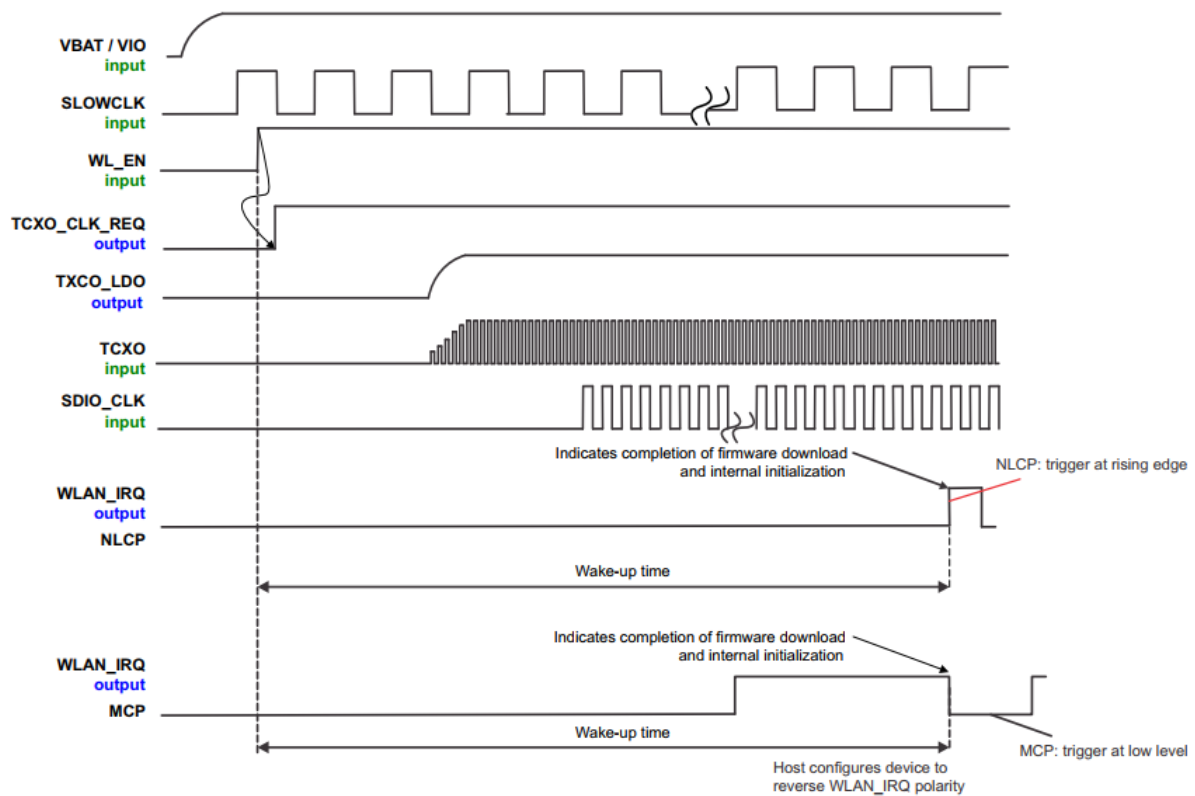 VBAT / VIO
input
SLOWCLK
input
WL_EN
input
TCXO_CLK_REQ
output
TXCO_LDO
output
TCXO
input
SDIO_CLK
input
Indicates completion of firmware download
and internal initialization
NLCP: trigger at rising edge
WLAN_IRQ
output
NLCP
Wake-up time
Indicates completion of firmware download
and internal initialization
WLAN_IRQ
output
MCP
Wake-up time
MCP: trigger at low level
Host configures device to
reverse WLAN_IRQ polarity